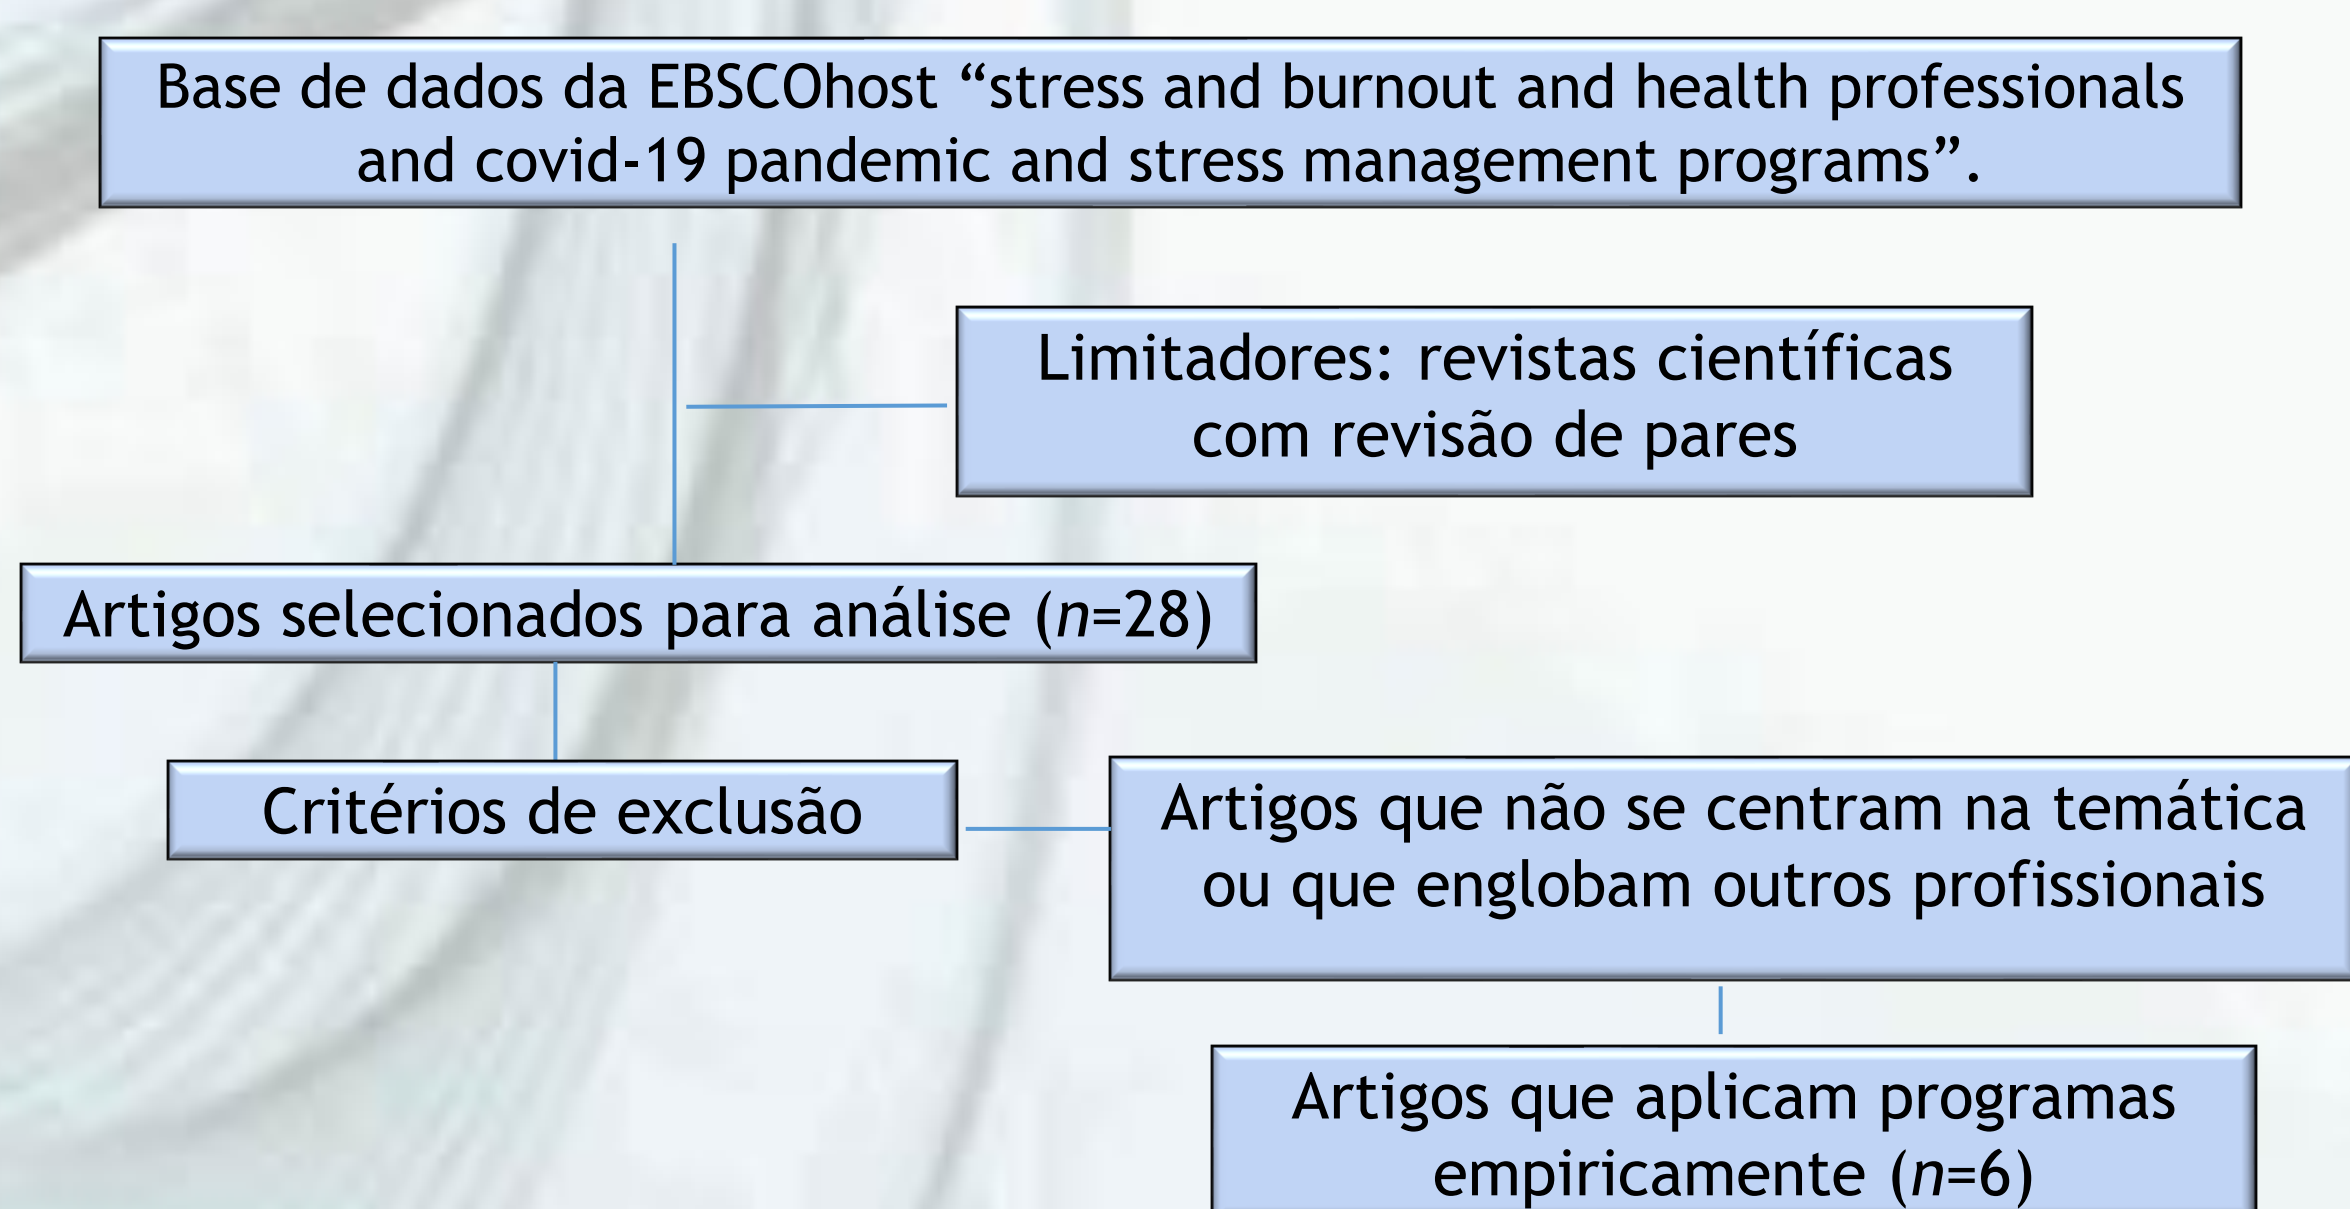 Base de dados da EBSCOhost “stress and burnout and health professionals
and covid-19 pandemic and stress management programs”.
Limitadores: revistas científicas
com revisão de pares
Artigos selecionados para análise (n=28)
Critérios de exclusão
Artigos que não se centram na temática
ou que englobam outros profissionais
Artigos que aplicam programas
empiricamente (n=6)